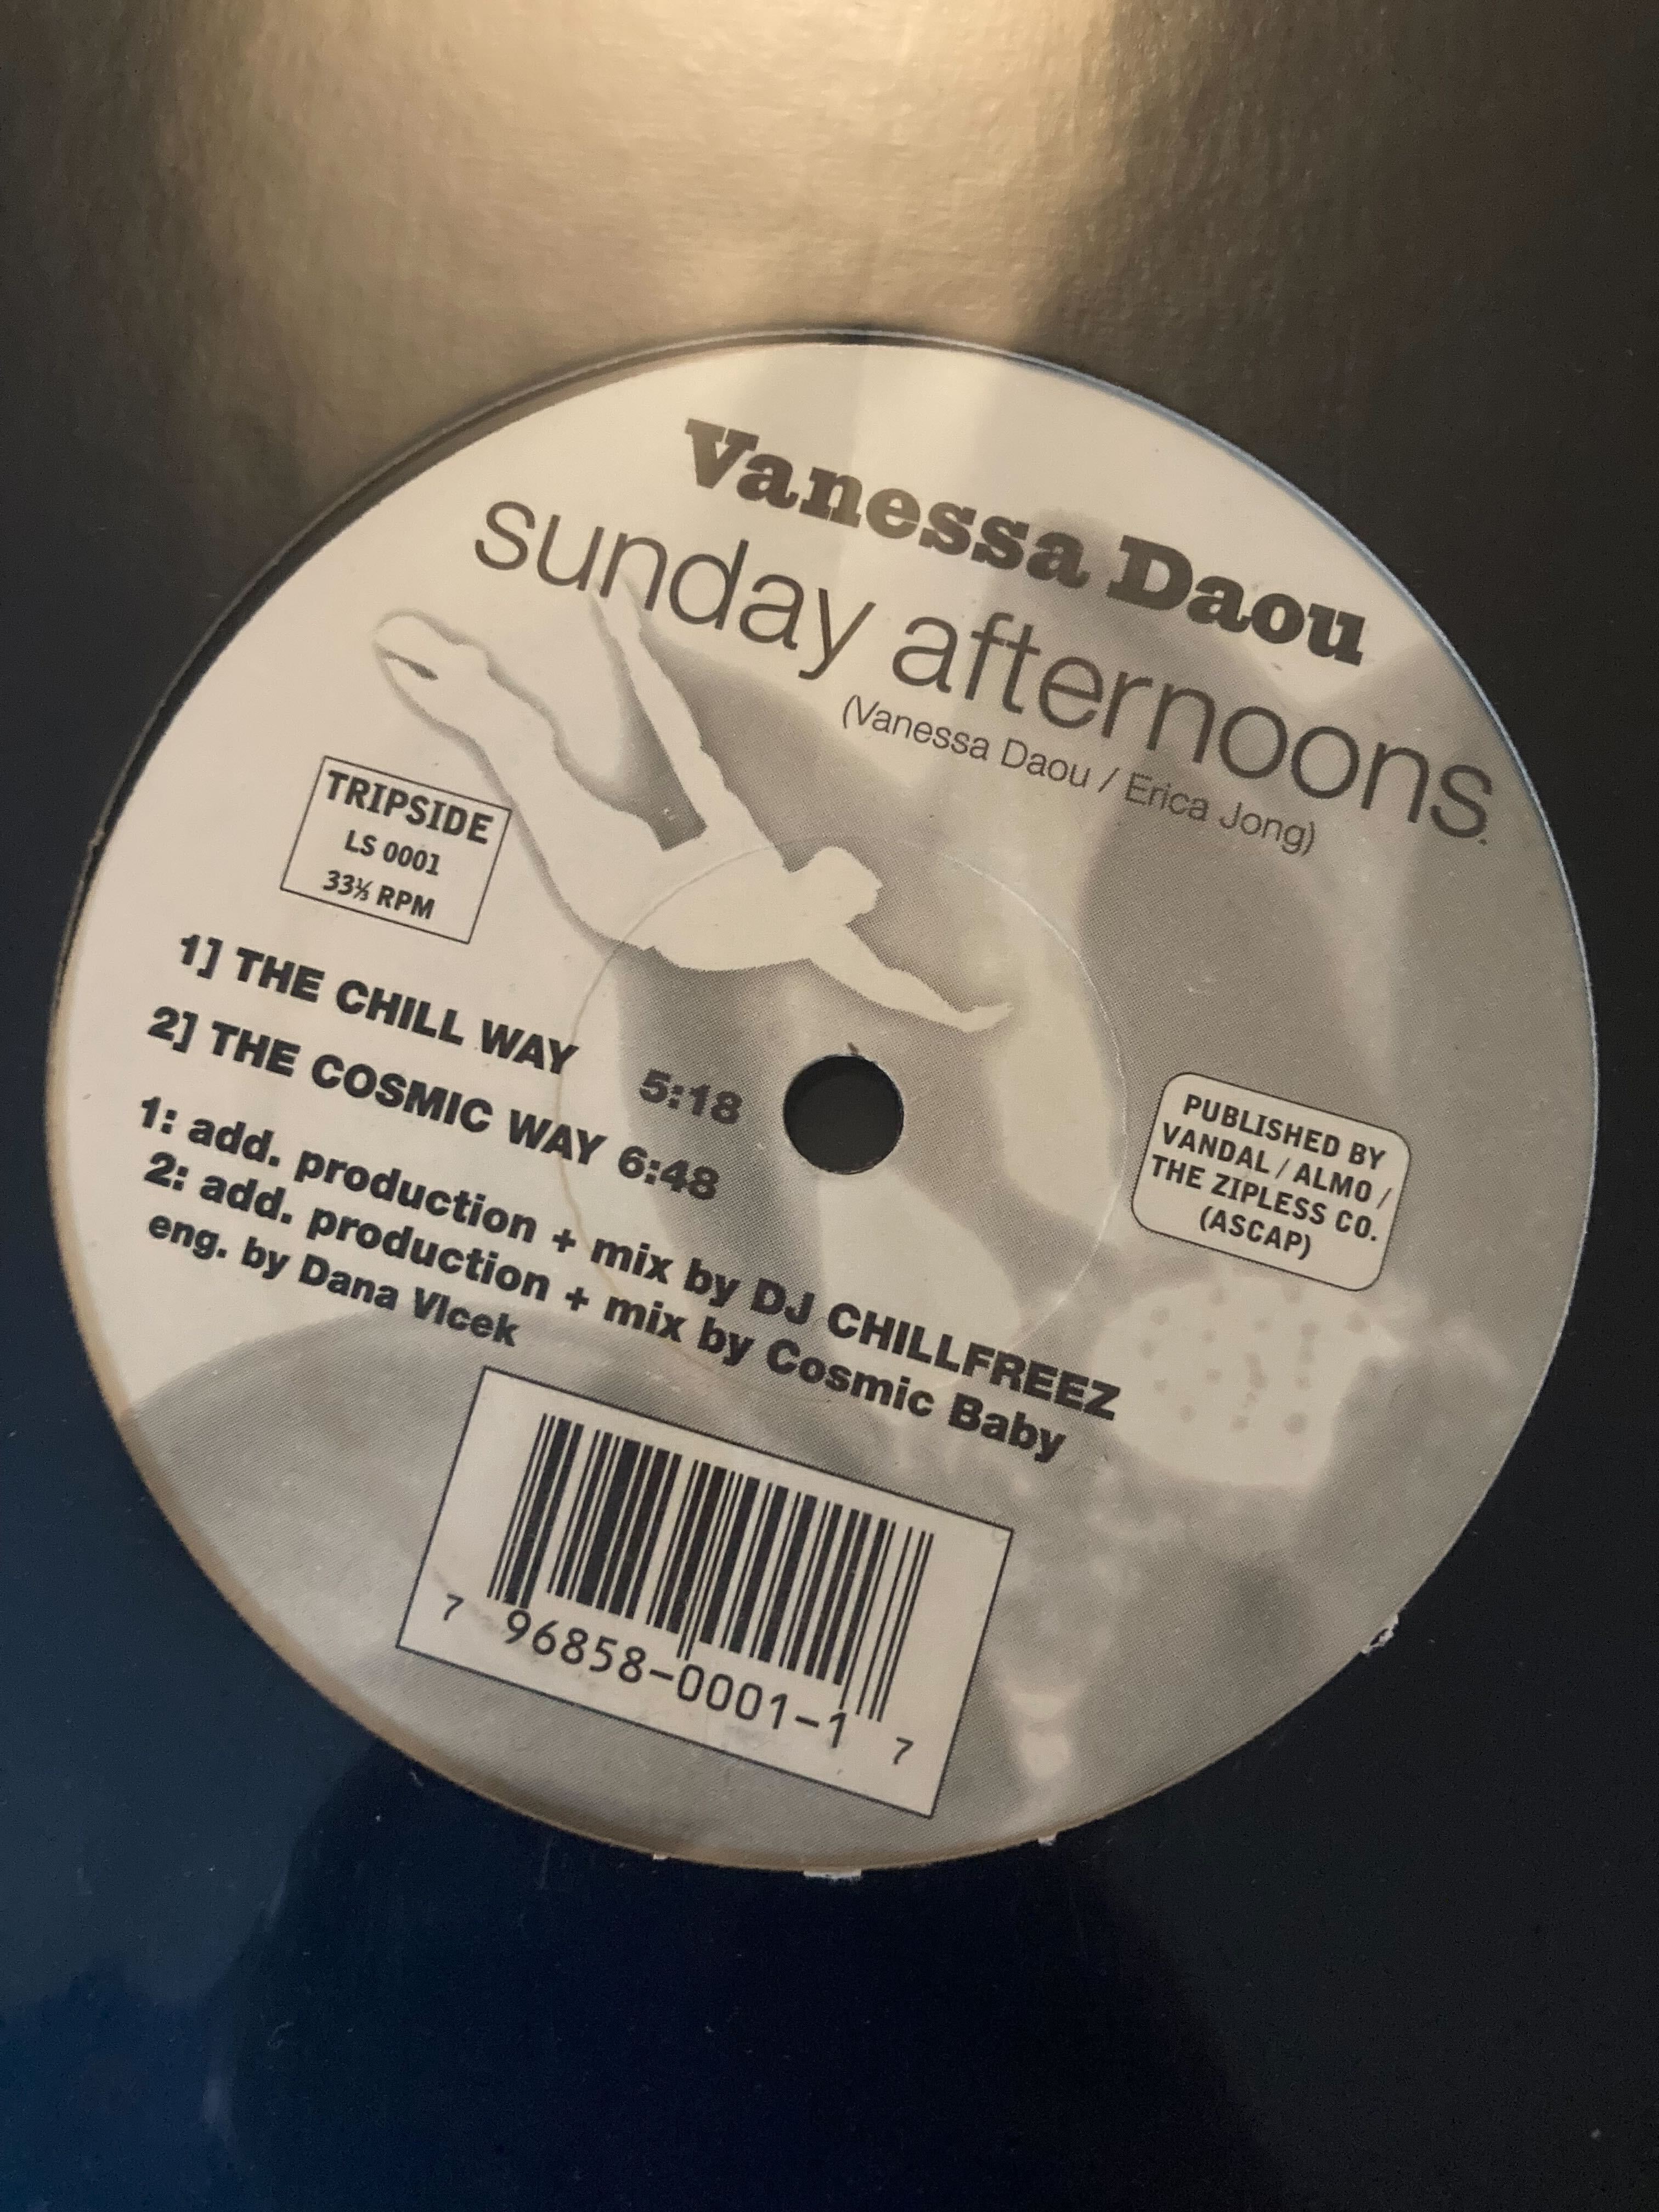 Vanessa Daou
sunday afternoons.
(Vanessa Daou / Erica Jong)
TRIPSIDE
LS 0001
33⅓ RPM
1] THE CHILL WAY 5:18
2] THE COSMIC WAY 6:48
1: add. production + mix by DJ CHILLFREEZ
2: add. production + mix by Cosmic Baby
eng. by Dana Vlcek
PUBLISHED BY
VANDAL / ALMO /
THE ZIPLESS CO.
(ASCAP)
7 96858-0001-1 7